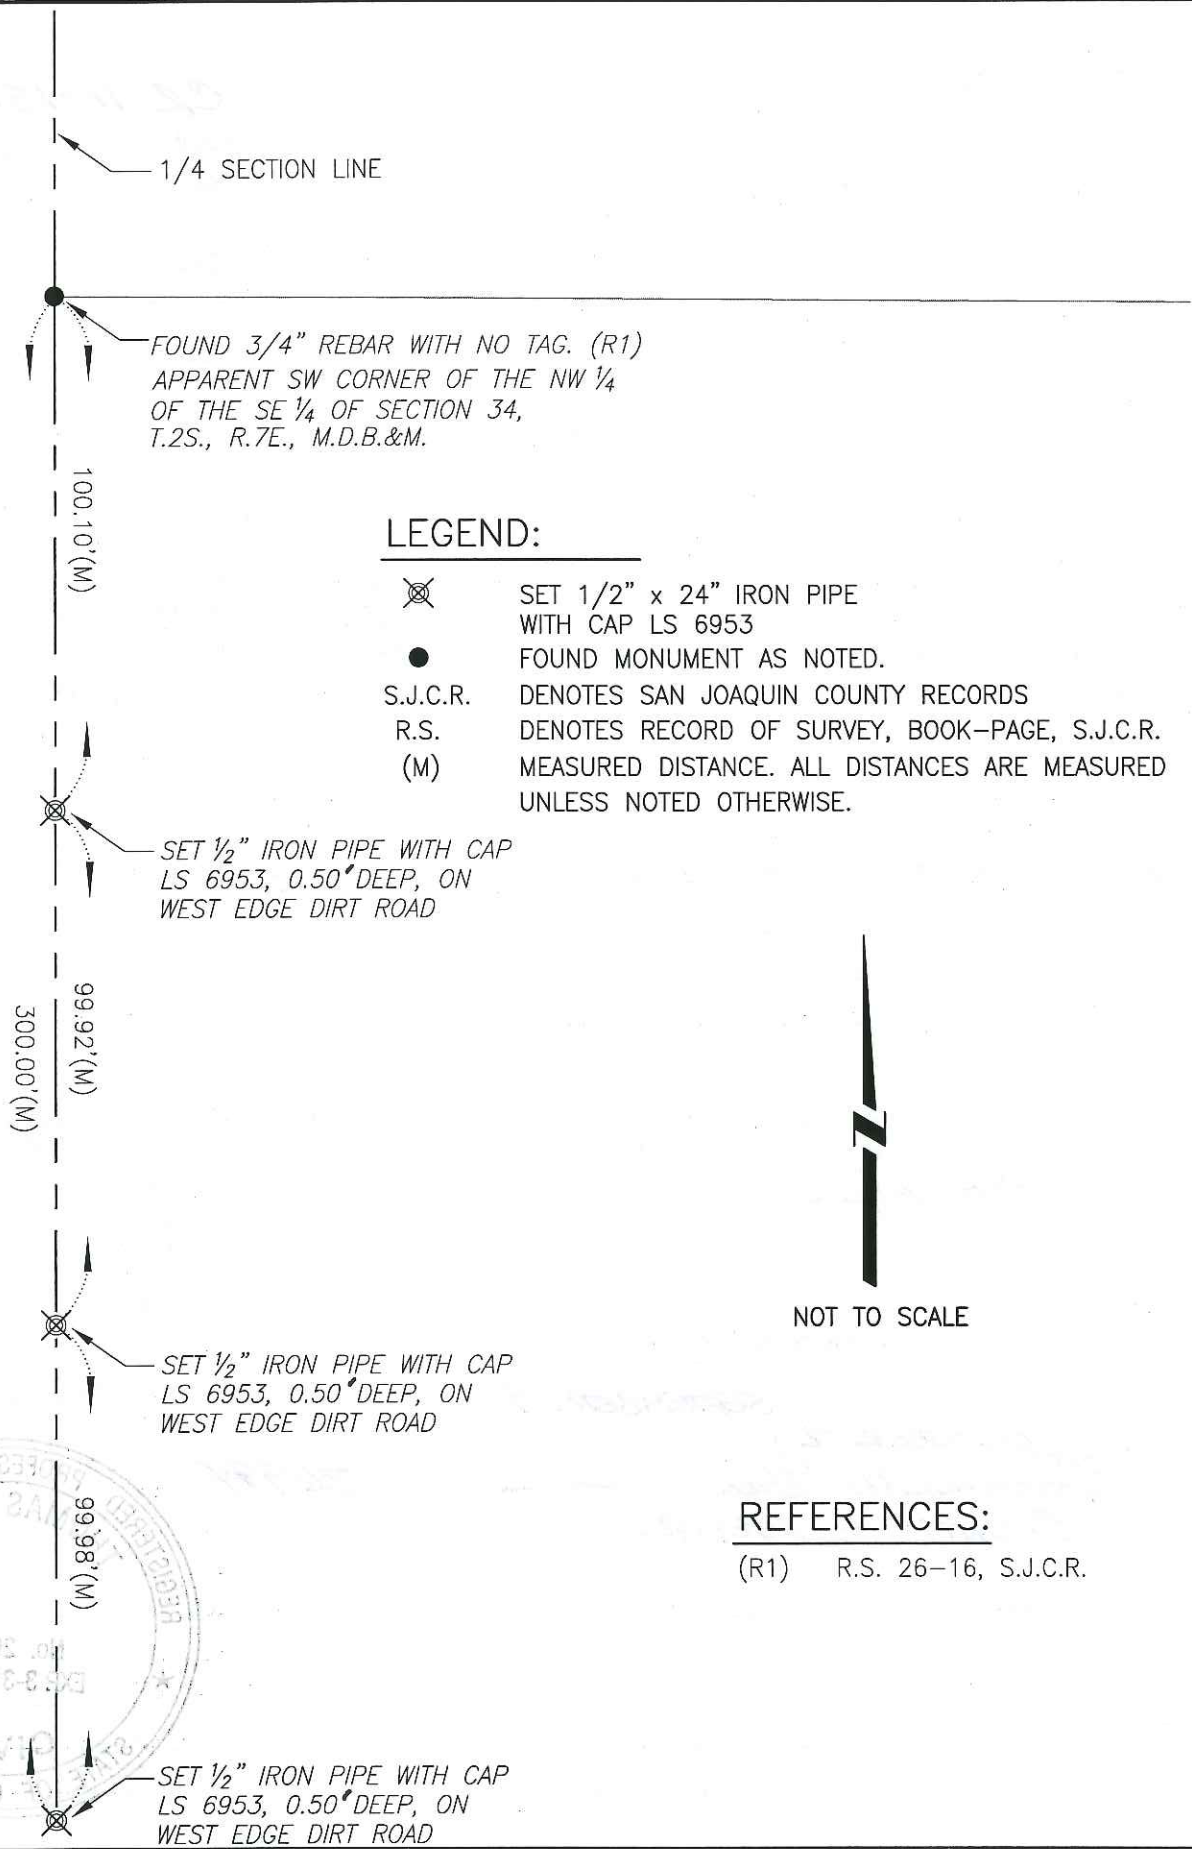 1/4 SECTION LINE
FOUND 3/4" REBAR WITH NO TAG. (R1)
APPARENT SW CORNER OF THE NW 1/4
OF THE SE 1/4 OF SECTION 34,
T.2S., R.7E., M.D.B.&M.
100.10'(M)
LEGEND:
SET 1/2" x 24" IRON PIPE
WITH CAP LS 6953
FOUND MONUMENT AS NOTED.
S.J.C.R. DENOTES SAN JOAQUIN COUNTY RECORDS
R.S. DENOTES RECORD OF SURVEY, BOOK-PAGE, S.J.C.R.
(M) MEASURED DISTANCE. ALL DISTANCES ARE MEASURED
UNLESS NOTED OTHERWISE.
SET 1/2" IRON PIPE WITH CAP
LS 6953, 0.50' DEEP, ON
WEST EDGE DIRT ROAD
99.92'(M)
300.00'(M)
NOT TO SCALE
SET 1/2" IRON PIPE WITH CAP
LS 6953, 0.50' DEEP, ON
WEST EDGE DIRT ROAD
99.98'(M)
REFERENCES:
(R1) R.S. 26-16, S.J.C.R.
SET 1/2" IRON PIPE WITH CAP
LS 6953, 0.50' DEEP, ON
WEST EDGE DIRT ROAD